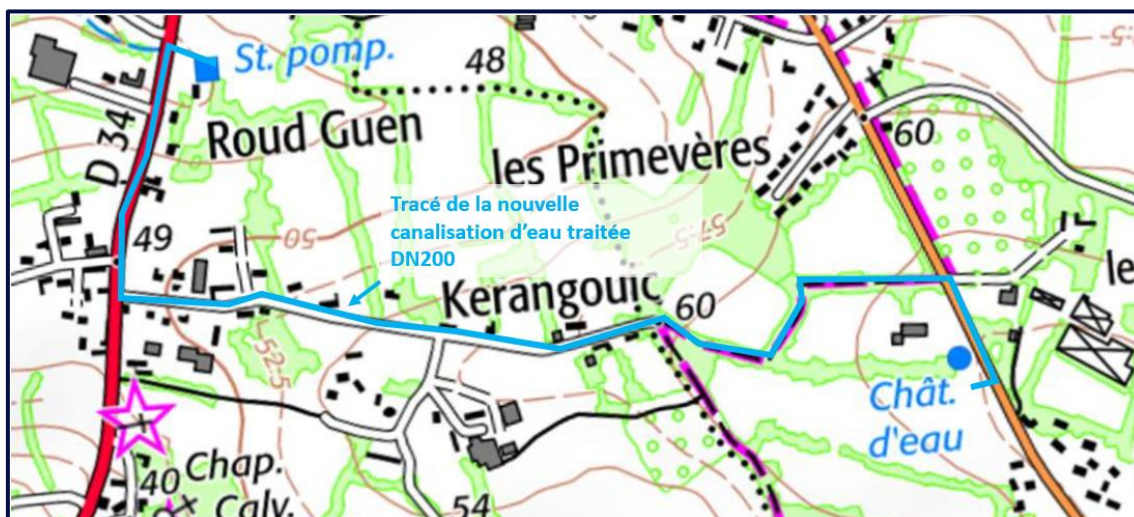 St. pomp.
48
D 34
Roud Guen
60
les Primevères
Tracé de la nouvelle
canalisation d’eau traitée
DN200
49
50
57-5
Kerangouic
60
le
52-5
Chât.
d'eau
40
Chap.
Calv.
54